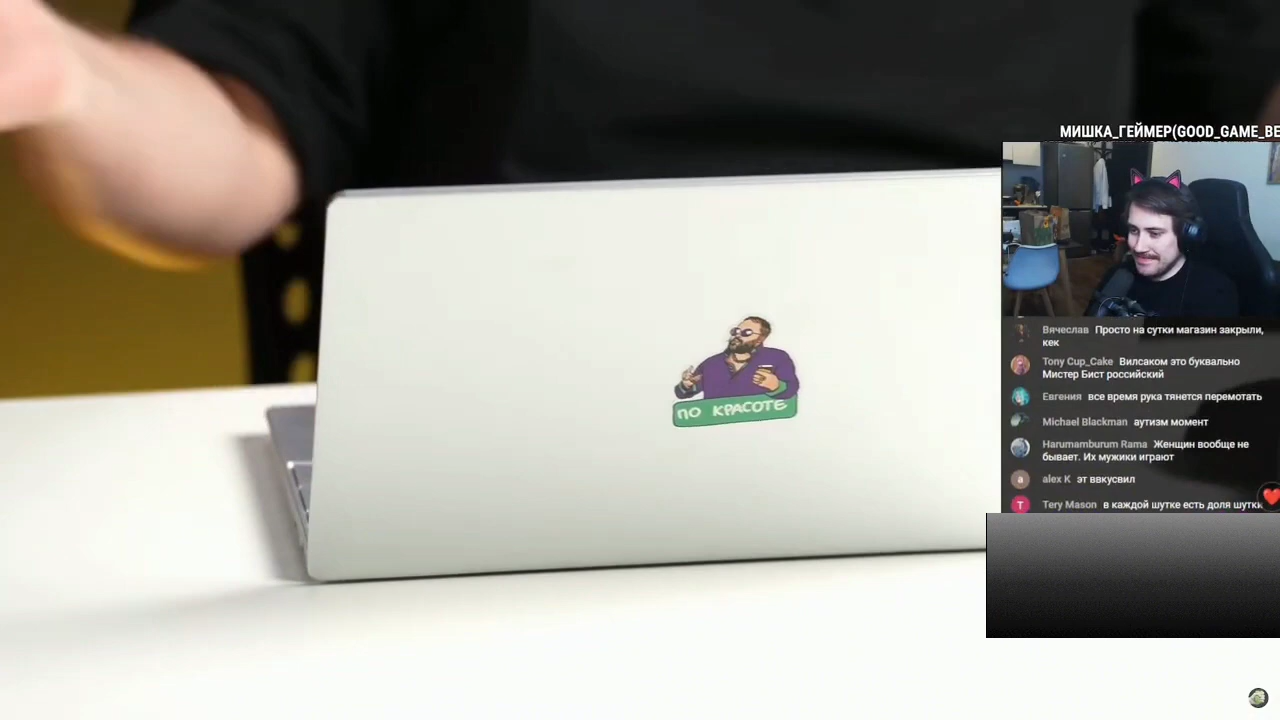 МИШКА_ГЕЙМЕР(GOOD_GAME_BE
ПО КРАСОТЕ
Вячеслав Просто на сутки магазин закрыли,
кек
Tony Cup_Cake Вилсаком это буквально
Мистер Бист российский
Евгения все время рука тянется перемотать
Michael Blackman аутизм момент
Harumamburum Rama Женщин вообще не
бывает. Их мужики играют
a alex K эт ввкусвил
T Tery Mason в каждой шутке есть доля шутки